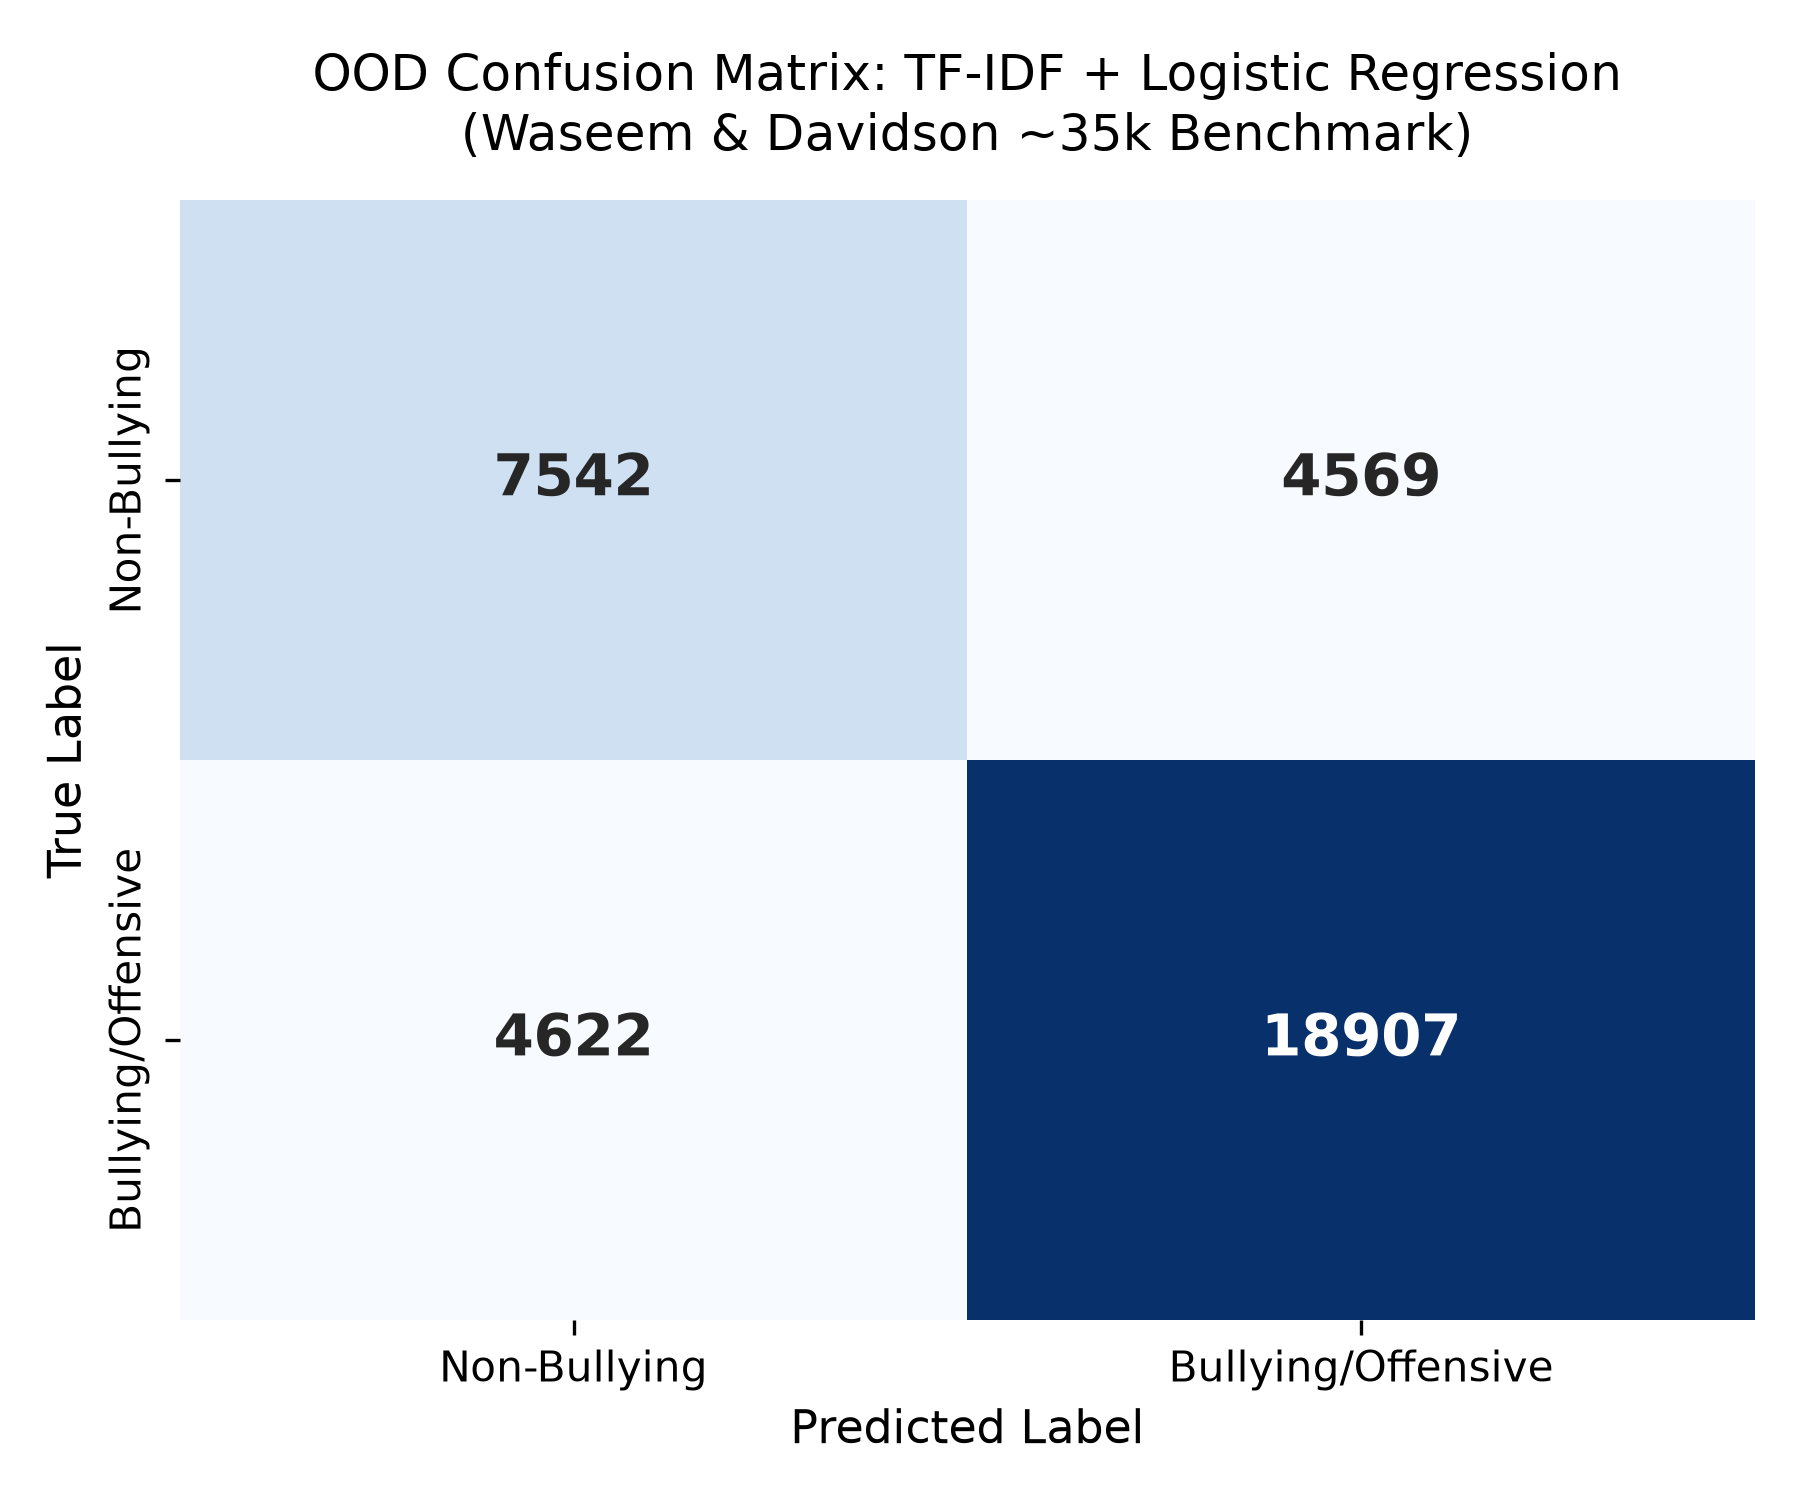 OOD Confusion Matrix: TF-IDF + Logistic Regression
(Waseem & Davidson ~35k Benchmark)
True Label
Non-Bullying
7542
4569
Bullying/Offensive
4622
18907
Non-Bullying
Bullying/Offensive
Predicted Label